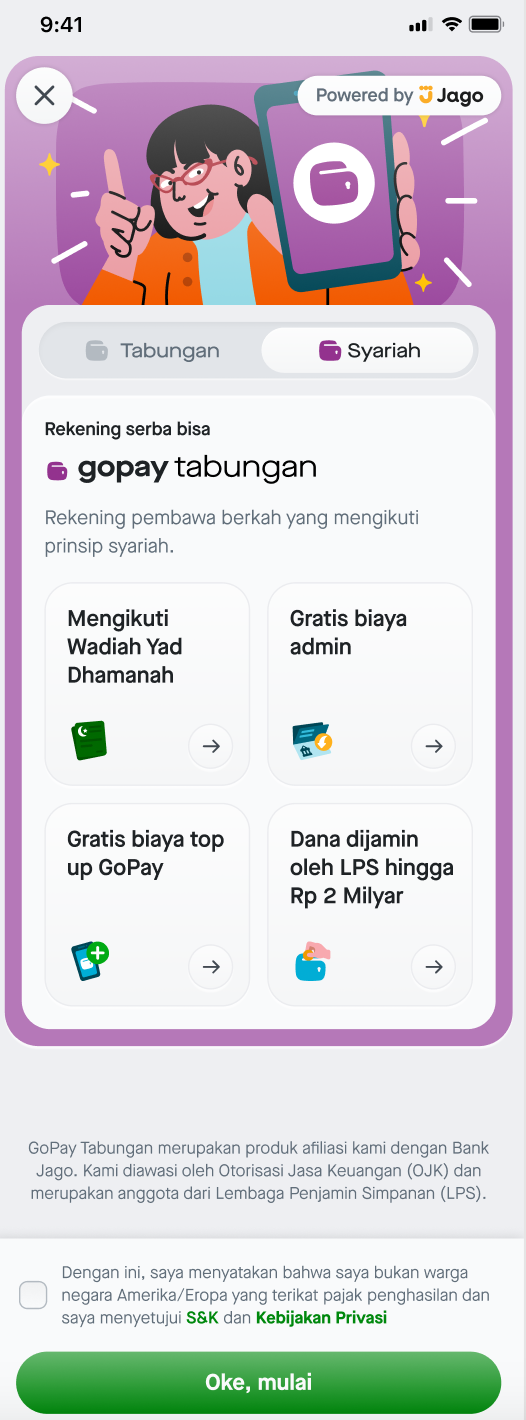 9:41
Powered by Jago
Tabungan
Syariah
Rekening serba bisa
gopay tabungan
Rekening pembawa berkah yang mengikuti
prinsip syariah.
Mengikuti
Wadiah Yad
Dhamanah
Gratis biaya
admin
Gratis biaya top
up GoPay
Dana dijamin
oleh LPS hingga
Rp 2 Milyar
GoPay Tabungan merupakan produk afiliasi kami dengan Bank
Jago. Kami diawasi oleh Otorisasi Jasa Keuangan (OJK) dan
merupakan anggota dari Lembaga Penjamin Simpanan (LPS).
Dengan ini, saya menyatakan bahwa saya bukan warga
negara Amerika/Eropa yang terikat pajak penghasilan dan
saya menyetujui S&K dan Kebijakan Privasi
Oke, mulai